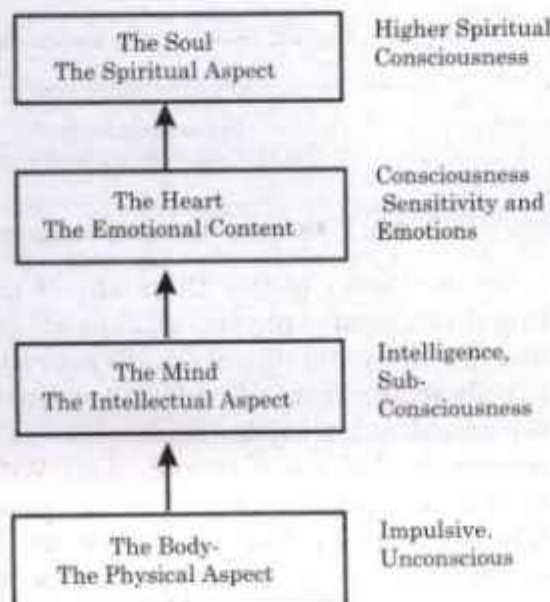 The Soul
The Spiritual Aspect
Higher Spiritual
Consciousness
The Heart
The Emotional Content
Consciousness
Sensitivity and
Emotions
The Mind
The Intellectual Aspect
Intelligence,
Sub-
Consciousness
The Body-
The Physical Aspect
Impulsive,
Unconscious